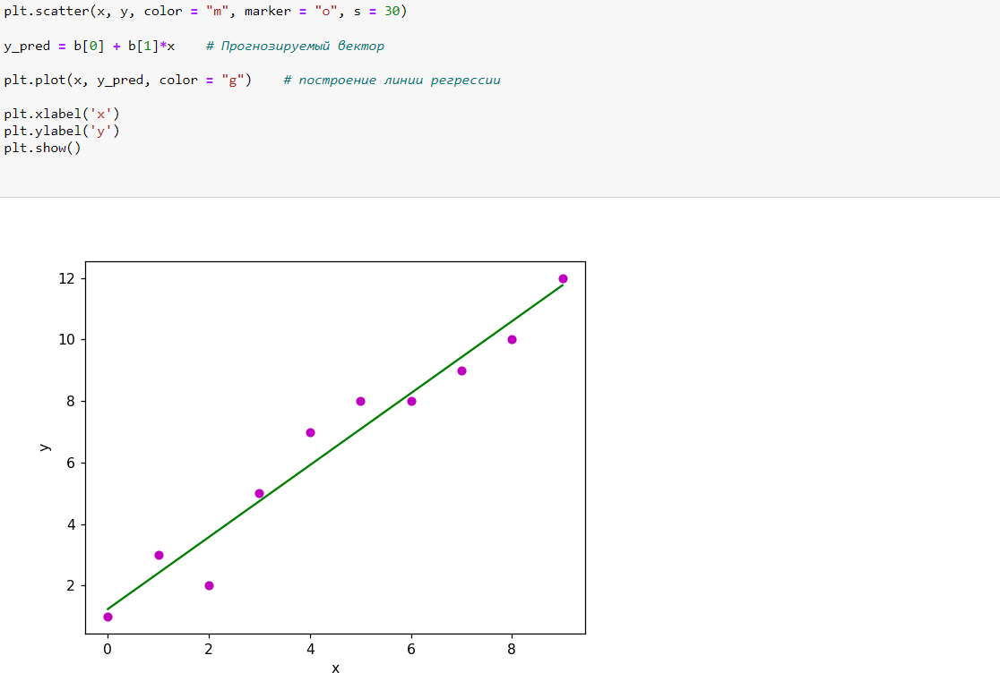 plt.scatter(x, y, color = "m", marker = "o", s = 30)
y_pred = b[0] + b[1]*x    # Прогнозируемый вектор
plt.plot(x, y_pred, color = "g")    # построение линии регрессии
plt.xlabel('x')
plt.ylabel('y')
plt.show()
12
10
8
6
4
2
y
0 2 4 6 8
x